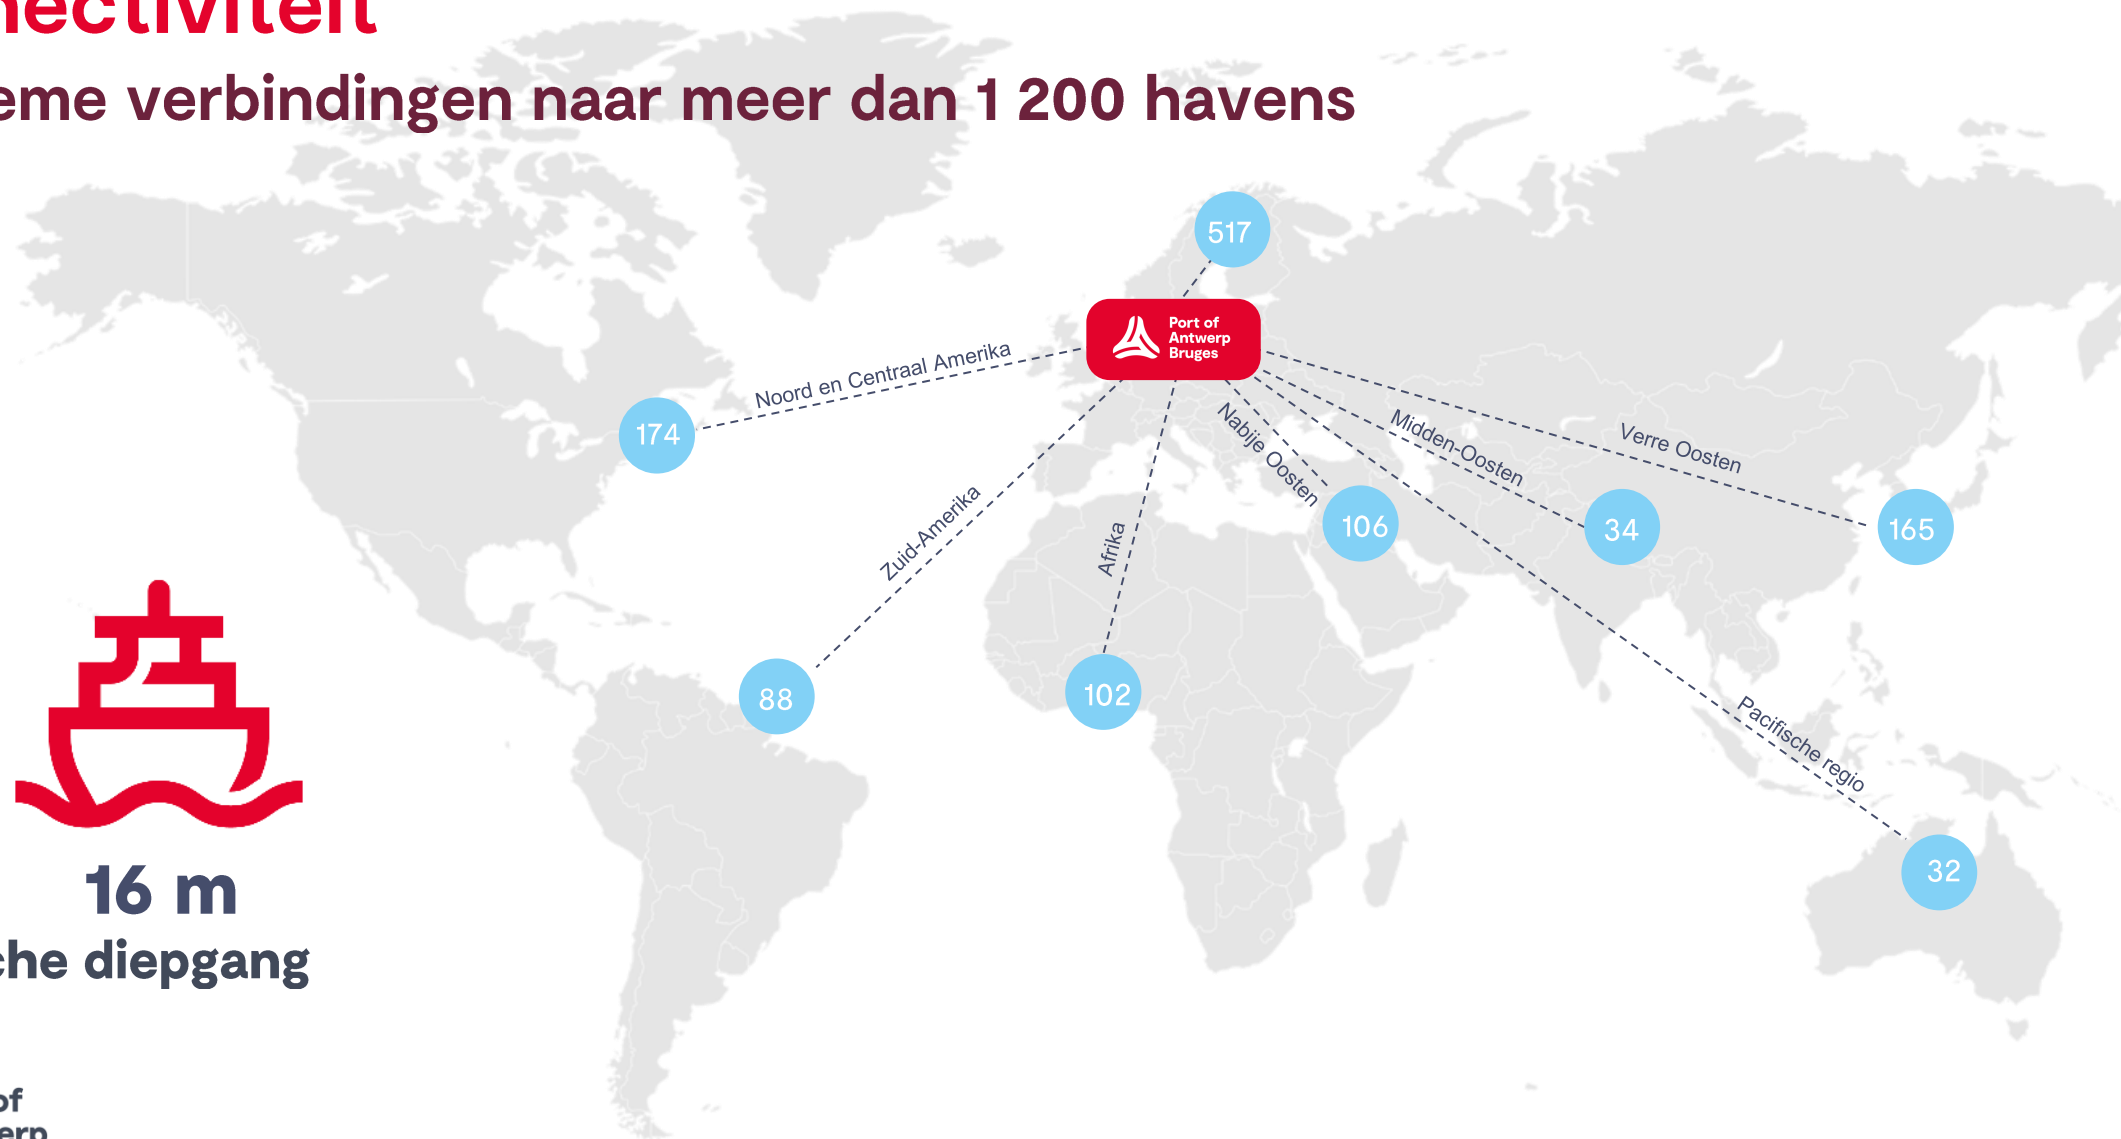 nectiviteit
eme verbindingen naar meer dan 1 200 havens
517
Port of
Antwerp
Bruges
Noord en Centraal Amerika
174
Zuid-Amerika
88
Afrika
102
Nabije Oosten
106
Midden-Oosten
34
Verre Oosten
165
Pacifische regio
32
16 m
che diepgang
of
erp